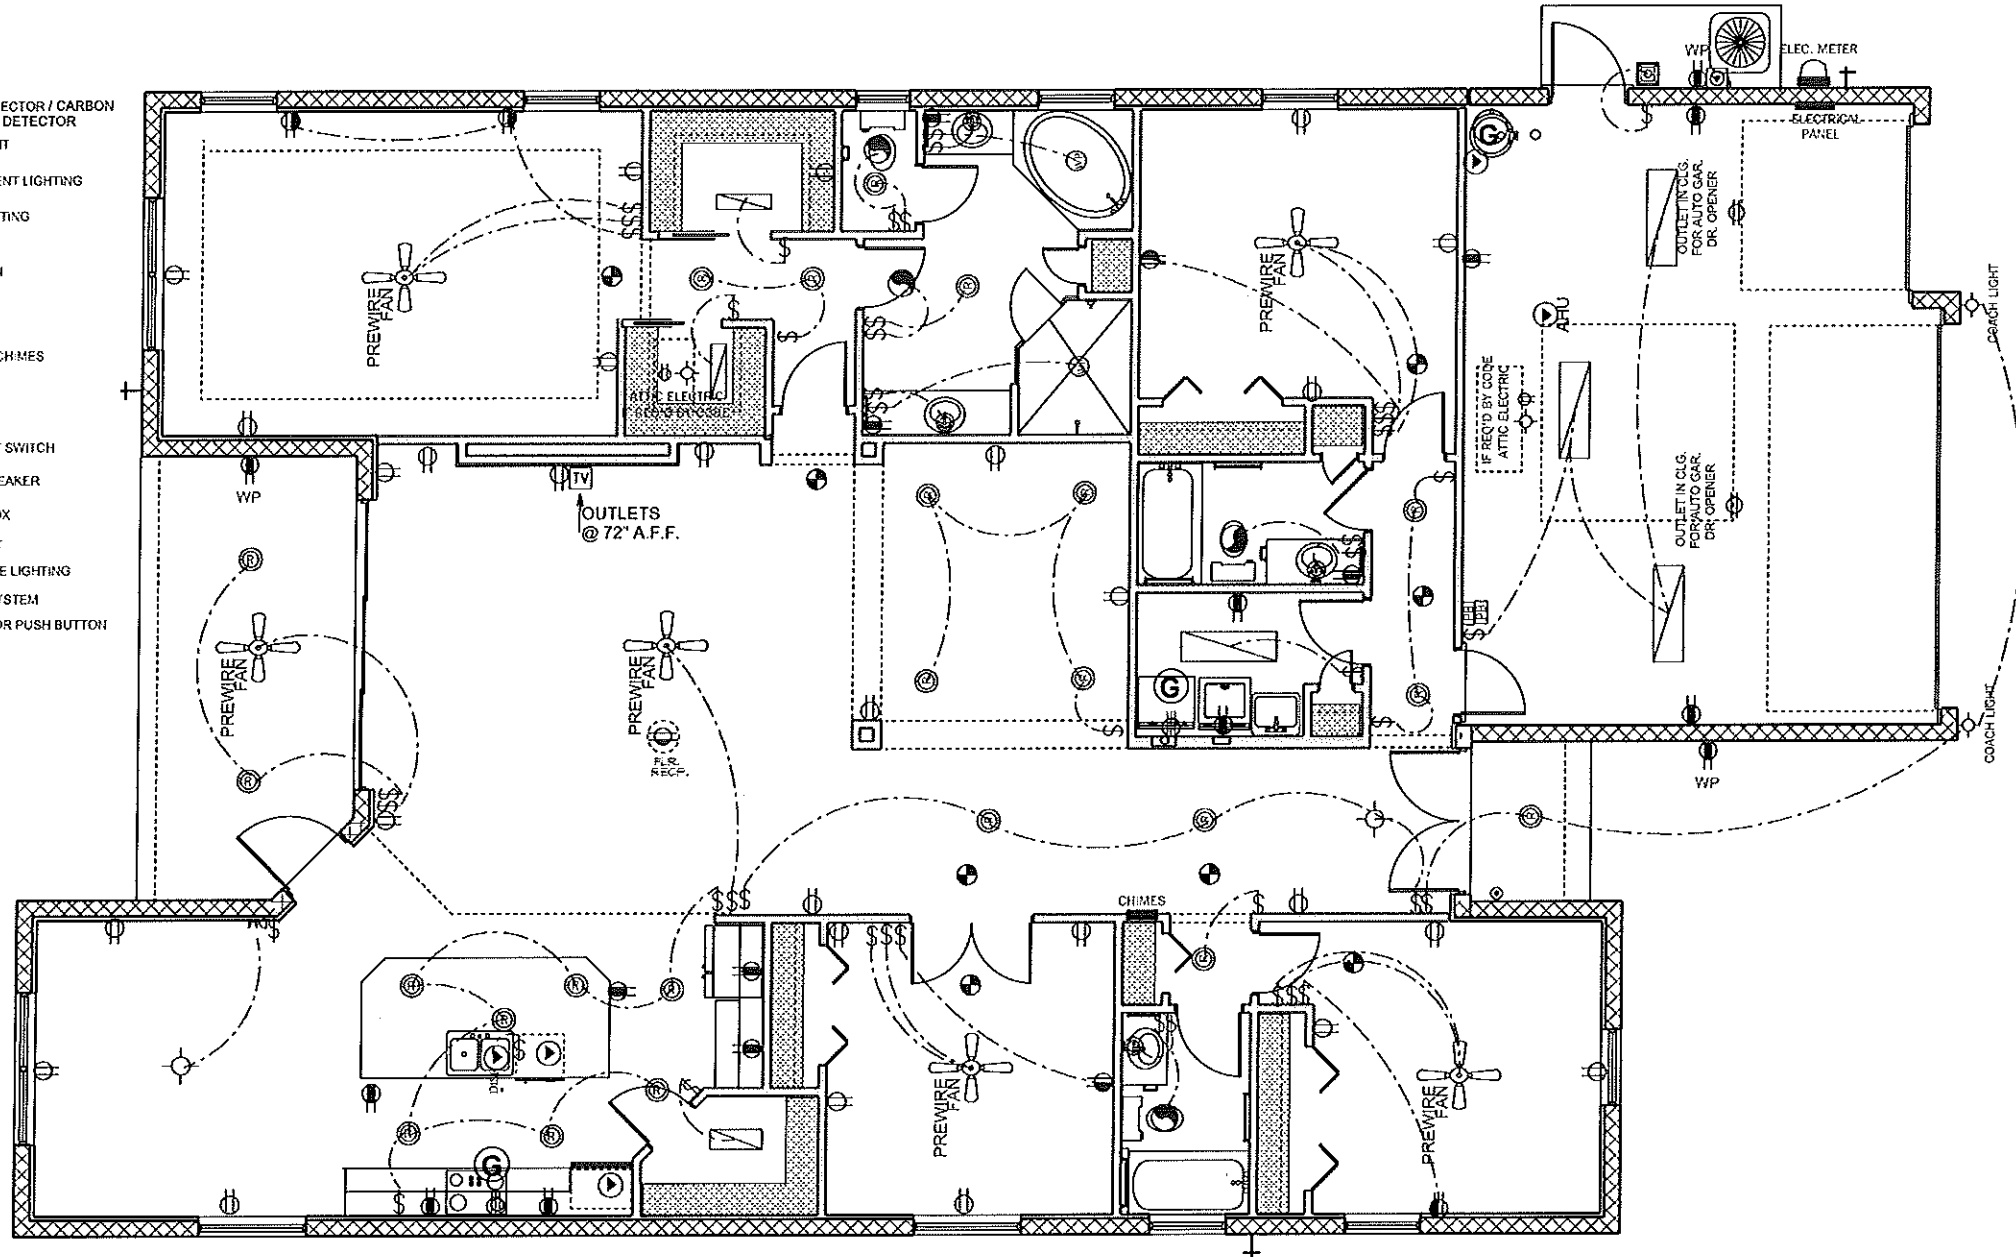 ECTOR / CARBON
DETECTOR
ENT LIGHTING
TING
CHIMES
T SWITCH
EAKER
OX
E LIGHTING
YSTEM
OR PUSH BUTTON
WP
ELEC. METER
ELECTRICAL
PANEL
OUTLET IN CLG.
FOR AUTO GAR.
DR. OPENER
COACH LIGHT
AHU
IF REQ'D BY CODE
ATTIC ELECTRIC
OUTLET IN CLG.
FOR AUTO GAR.
DR. OPENER
COACH LIGHT
G
PREWIRE
FAN
PREWIRE
FAN
ATTIC ELECTRIC
WP
TV
OUTLETS
@ 72" A.F.F.
PREWIRE
FAN
PREWIRE
FAN
FLR.
RECP.
G
WP
CHIMES
PREWIRE
FAN
PREWIRE
FAN
G